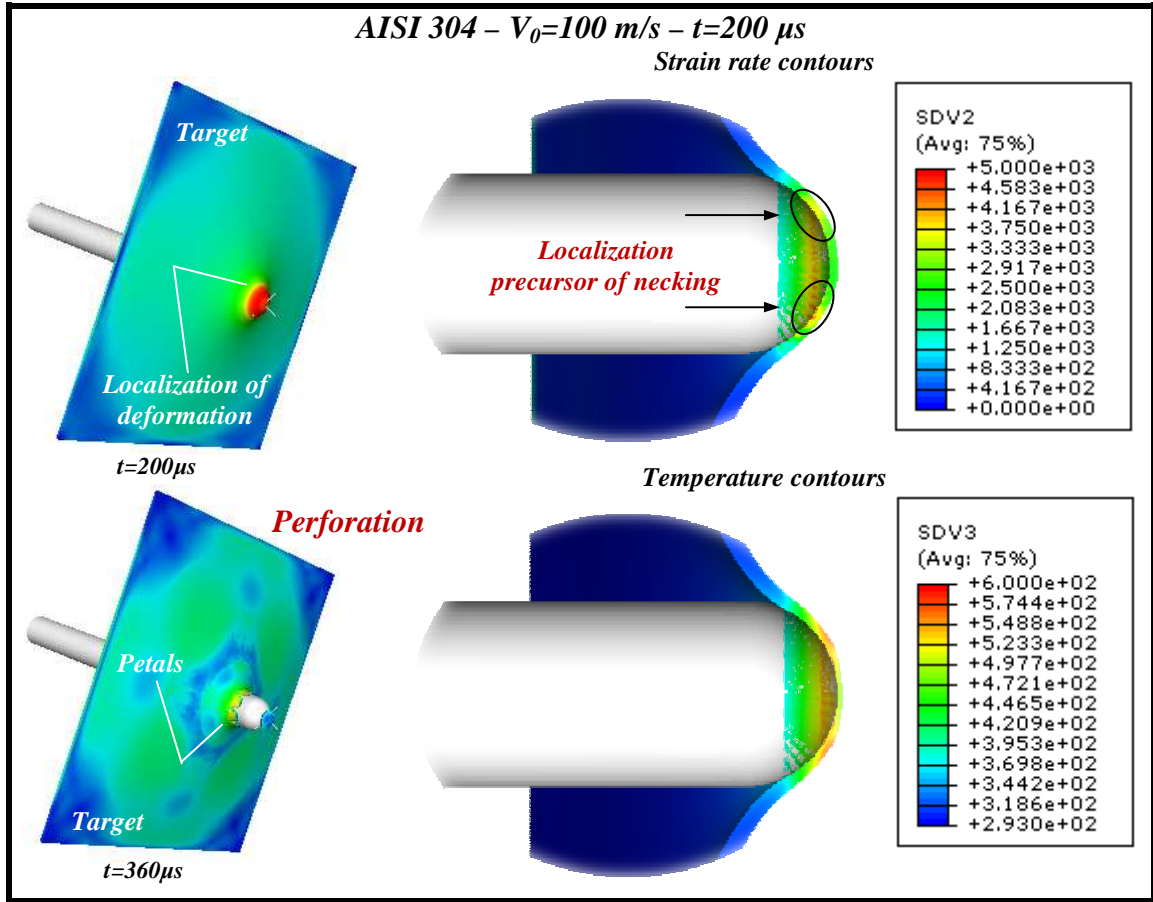 AISI 304 – V0=100 m/s – t=200 µs
Strain rate contours
Target
Localization of
deformation
t=200µs
Localization
precursor of necking
SDV2
(Avg: 75%)
+5.000e+03
+4.583e+03
+4.167e+03
+3.750e+03
+3.333e+03
+2.917e+03
+2.500e+03
+2.083e+03
+1.667e+03
+1.250e+03
+8.333e+02
+4.167e+02
+0.000e+00
Temperature contours
Perforation
Petals
Target
t=360µs
SDV3
(Avg: 75%)
+6.000e+02
+5.744e+02
+5.488e+02
+5.233e+02
+4.977e+02
+4.721e+02
+4.465e+02
+4.209e+02
+3.953e+02
+3.698e+02
+3.442e+02
+3.186e+02
+2.930e+02